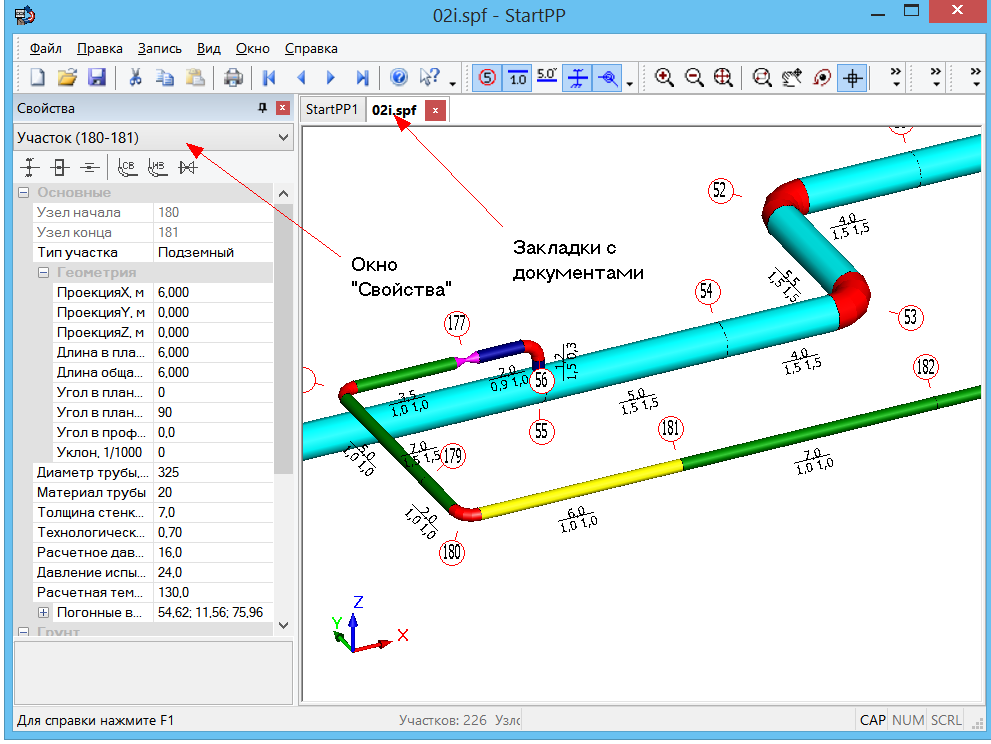 02i.spf - StartPP
Файл Правка Запись Вид Окно Справка
5 1.0 5.0
Свойства
StartPP1 02i.spf
Участок (180-181)
СВ НВ
Основные
Узел начала 180
Узел конца 181
Тип участка Подземный
Геометрия
ПроекцияX, м 6,000
ПроекцияY, м 0,000
ПроекцияZ, м 0,000
Длина в пла... 6,000
Длина обща... 6,000
Угол в план... 0
Угол в план... 90
Угол в проф... 0,0
Уклон, 1/1000 0
Диаметр трубы,... 325
Материал трубы 20
Толщина стенк... 7,0
Технологическ... 0,70
Расчетное дав... 16,0
Давление испы... 24,0
Расчетная тем... 130,0
Погонные в... 54,62; 11,56; 75,96
Грунт
Окно
"Свойства"
Закладки с
документами
52
4,0
1,5 1,5
5,5
1,5 1,5
54
53
177
4,0
1,5 1,5
1,2
1,5 0,3
2,0
0,9 1,0
56
182
3,5
1,0 1,0
5,0
1,5 1,5
55
181
5,0
1,0 1,0
7,0
1,5 1,5
179
7,0
1,0 1,0
2,0
1,0 1,0
6,0
1,0 1,0
180
Z
Y
X
Для справки нажмите F1
Участков: 226 Узлс
CAP NUM SCRL